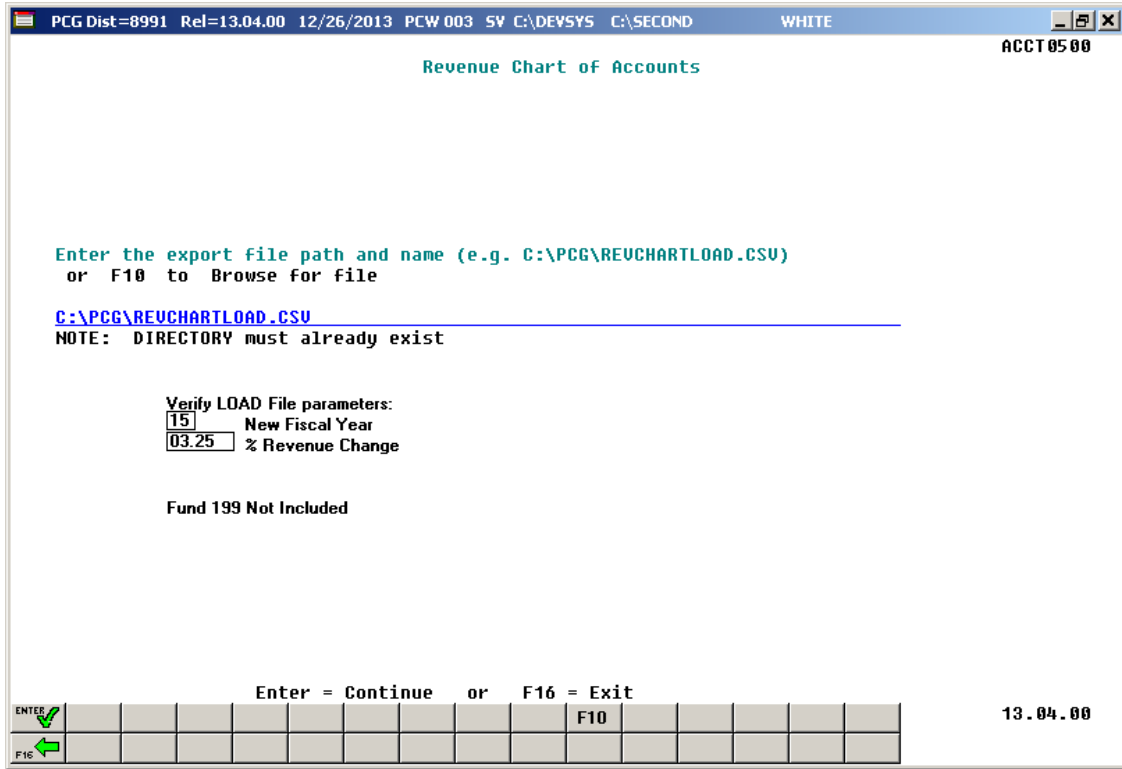 PCG Dist=8991 Rel=13.04.00 12/26/2013 PCW 003 SV C:\DEVSYS C:\SECOND WHITE
ACCT0500
Revenue Chart of Accounts
Enter the export file path and name (e.g. C:\PCG\REVCHARTLOAD.CSV)
or F10 to Browse for file
C:\PCG\REVCHARTLOAD.CSV
NOTE: DIRECTORY must already exist
Verify LOAD File parameters:
15 New Fiscal Year
03.25 % Revenue Change
Fund 199 Not Included
Enter = Continue or F16 = Exit
ENTER F10 13.04.00
F16